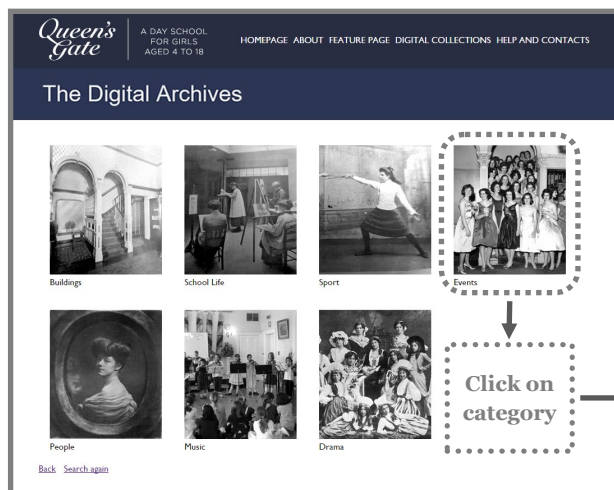 Queen's
Gate
A DAY SCHOOL
FOR GIRLS
AGED 4 TO 18
HOMEPAGE ABOUT FEATURE PAGE DIGITAL COLLECTIONS HELP AND CONTACTS
The Digital Archives
Buildings
School Life
Sport
Events
People
Music
Drama
Click on
category
Back Search again